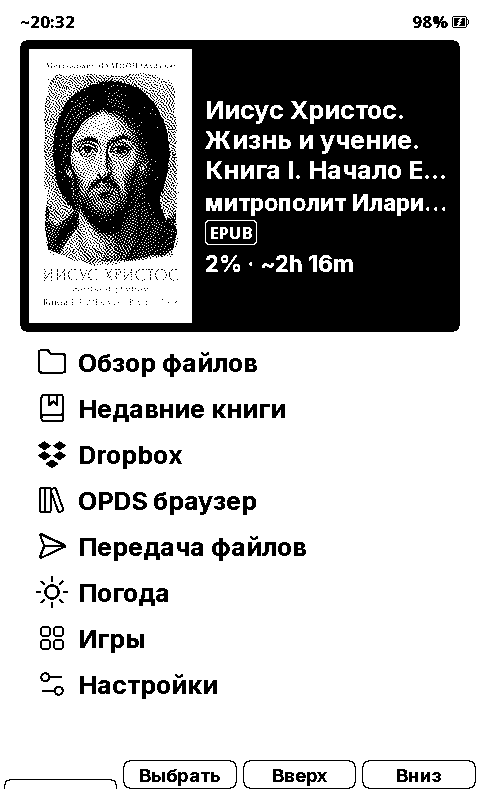 ~20:32
98%
ИИСУС ХРИСТОС
Иисус Христос.
Жизнь и учение.
Книга I. Начало Е...
митрополит Илари...
EPUB
2% · ~2h 16m
Обзор файлов
Недавние книги
Dropbox
OPDS браузер
Передача файлов
Погода
Игры
Настройки
Выбрать
Вверх
Вниз